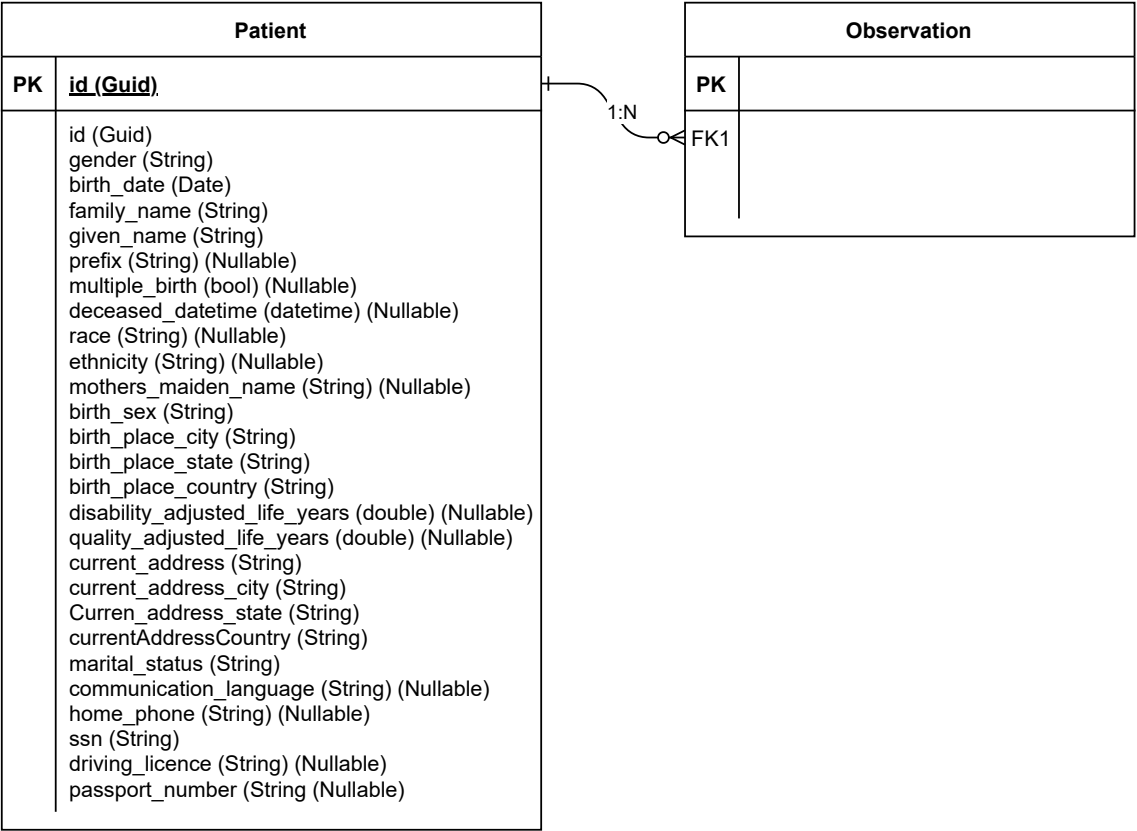 Patient
PK
id (Guid)
id (Guid)
gender (String)
birth_date (Date)
family_name (String)
given_name (String)
prefix (String) (Nullable)
multiple_birth (bool) (Nullable)
deceased_datetime (datetime) (Nullable)
race (String) (Nullable)
ethnicity (String) (Nullable)
mothers_maiden_name (String) (Nullable)
birth_sex (String)
birth_place_city (String)
birth_place_state (String)
birth_place_country (String)
disability_adjusted_life_years (double) (Nullable)
quality_adjusted_life_years (double) (Nullable)
current_address (String)
current_address_city (String)
Curren_address_state (String)
currentAddressCountry (String)
marital_status (String)
communication_language (String) (Nullable)
home_phone (String) (Nullable)
ssn (String)
driving_licence (String) (Nullable)
passport_number (String (Nullable)
1:N
Observation
PK
FK1